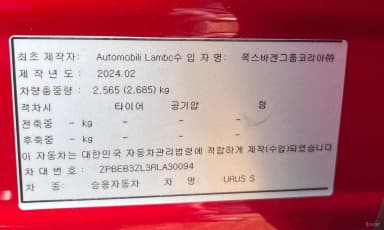 최초 제작자: Automobili Lambo수 입 자 명: 폭스바겐그룹코리아㈜
제 작 년 도 : 2024.02
차량총중량 : 2,565 (2,685) kg
적차시 타이어 공기압 형
전축중 - kg
후축중 - kg
이 자동차는 대한민국 자동차관리법령에 적합하게 제작(수입)되었습니다
차 대 번 호 : ZPBEB3ZL3RLA30094
차 종: 승용자동차 차 명: URUS S